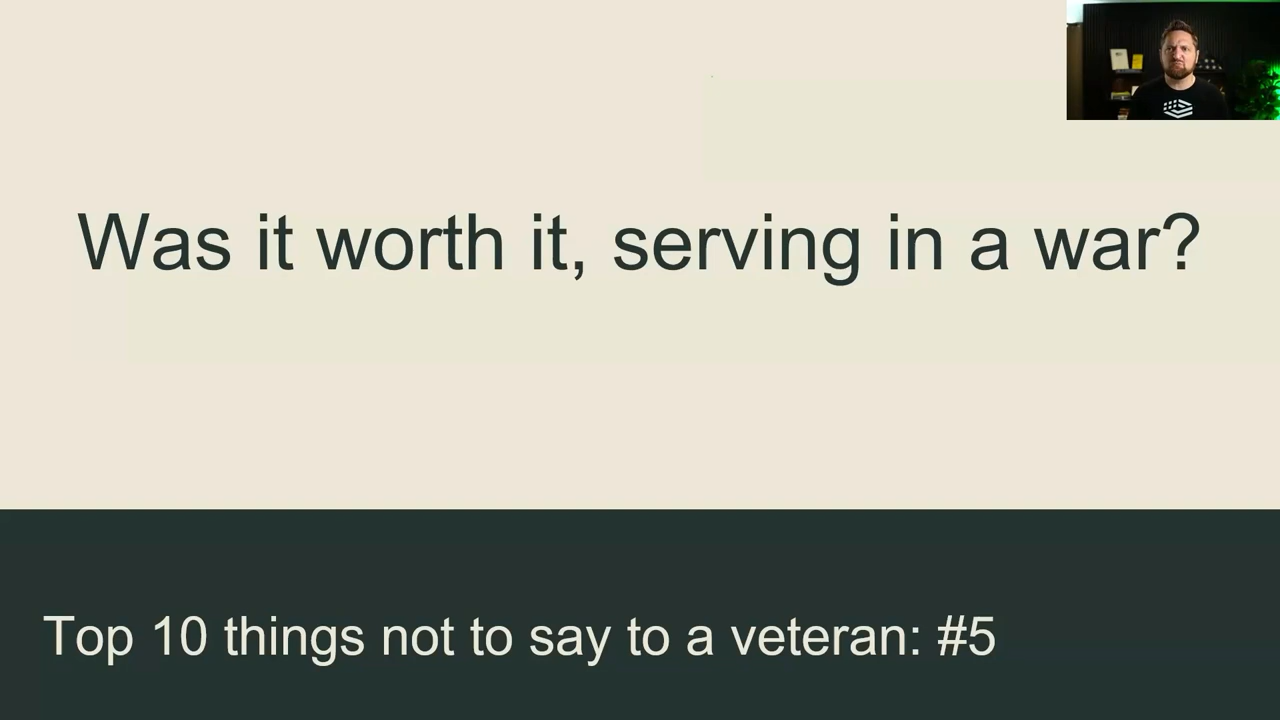 Was it worth it, serving in a war?
Top 10 things not to say to a veteran: #5